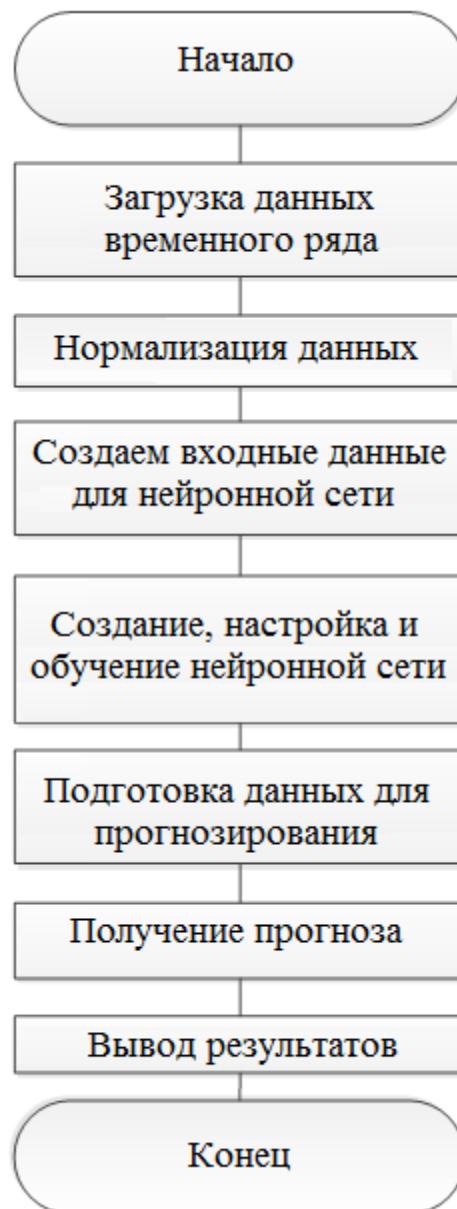 Начало
Загрузка данных
временного ряда
Нормализация данных
Создаем входные данные
для нейронной сети
Создание, настройка и
обучение нейронной сети
Подготовка данных для
прогнозирования
Получение прогноза
Вывод результатов
Конец